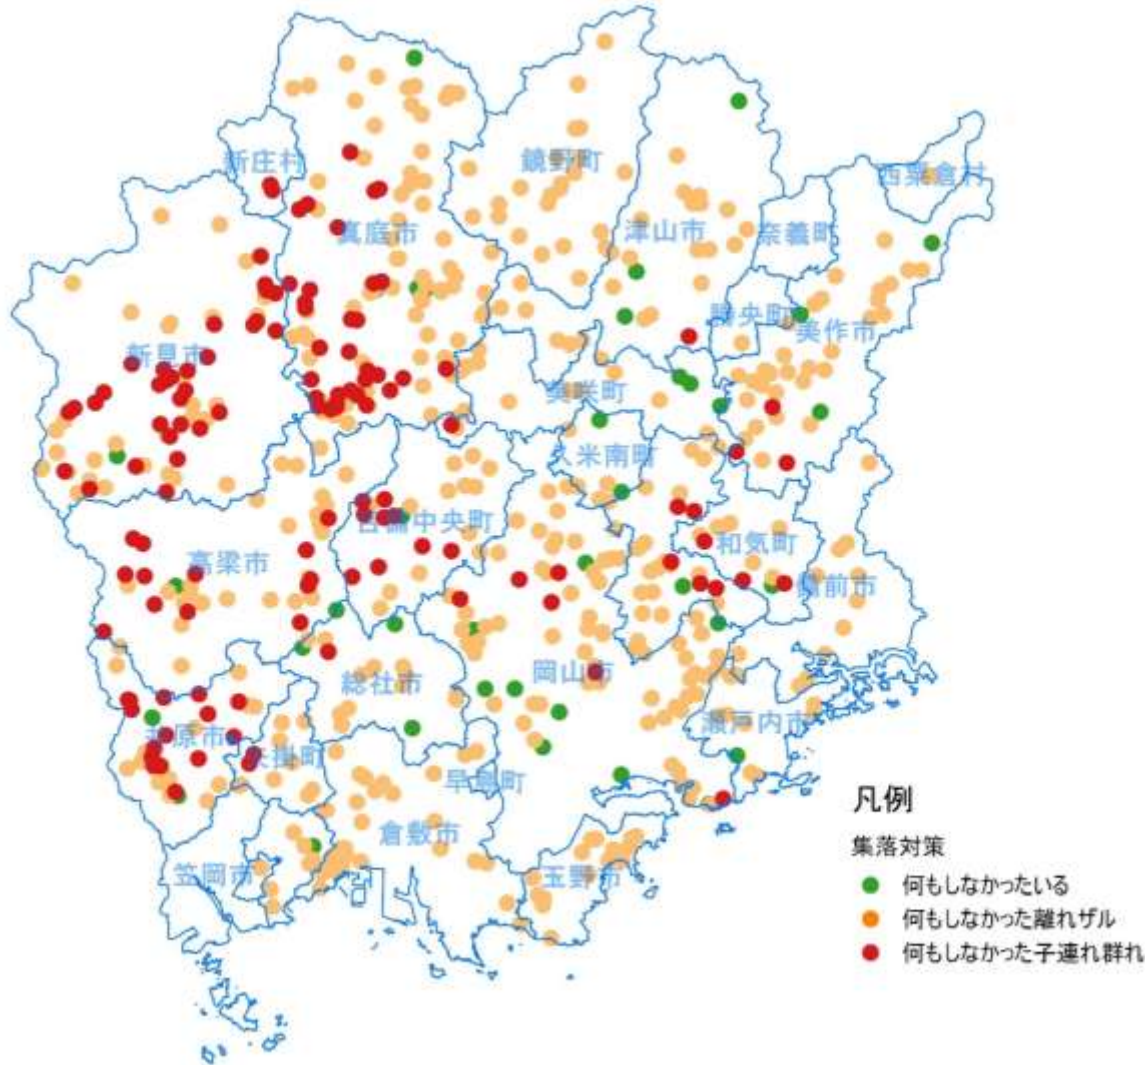 新庄村
鏡野町
西粟倉村
真庭市
津山市
奈義町
勝央町
美作市
新見市
美咲町
久米南町
吉備中央町
和気町
高梁市
備前市
岡山市
総社市
瀬戸内市
井原市
矢掛町
早島町
倉敷市
笠岡市
玉野市
凡例
集落対策
何もしなかったいる
何もしなかった離れザル
何もしなかった子連れ群れ